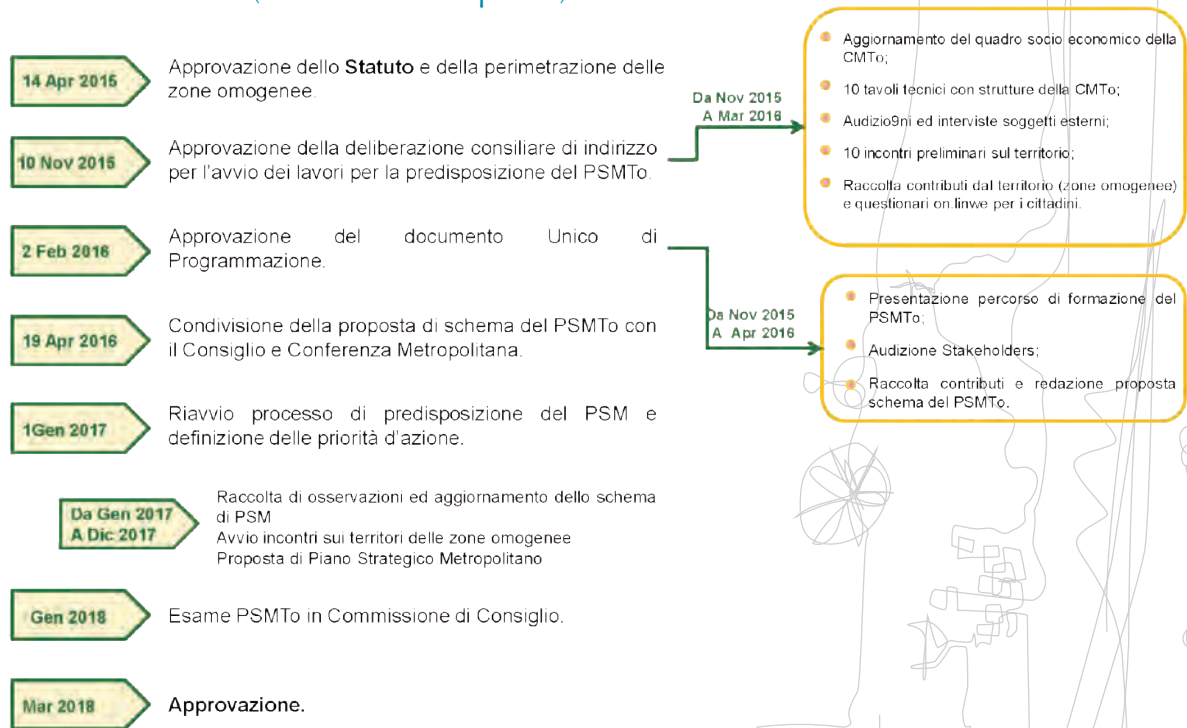 14 Apr 2015
Approvazione dello Statuto e della perimetrazione delle
zone omogenee.
10 Nov 2015
Approvazione della deliberazione consiliare di indirizzo
per l'avvio dei lavori per la predisposizione del PSMTo.
Da Nov 2015
A Mar 2016
Aggiornamento del quadro socio economico della
CMTo;
10 tavoli tecnici con strutture della CMTo;
Audizio9ni ed interviste soggetti esterni;
10 incontri preliminari sul territorio;
Raccolta contributi dal territorio (zone omogenee)
e questionari on.linwe per i cittadini.
2 Feb 2016
Approvazione del documento Unico di
Programmazione.
Da Nov 2015
A Apr 2016
Presentazione percorso di formazione del
PSMTo;
Audizione Stakeholders;
Raccolta contributi e redazione proposta
schema del PSMTo.
19 Apr 2016
Condivisione della proposta di schema del PSMTo con
il Consiglio e Conferenza Metropolitana.
1Gen 2017
Riavvio processo di predisposizione del PSM e
definizione delle priorità d'azione.
Da Gen 2017
A Dic 2017
Raccolta di osservazioni ed aggiornamento dello schema
di PSM
Avvio incontri sui territori delle zone omogenee
Proposta di Piano Strategico Metropolitano
Gen 2018
Esame PSMTo in Commissione di Consiglio.
Mar 2018
Approvazione.